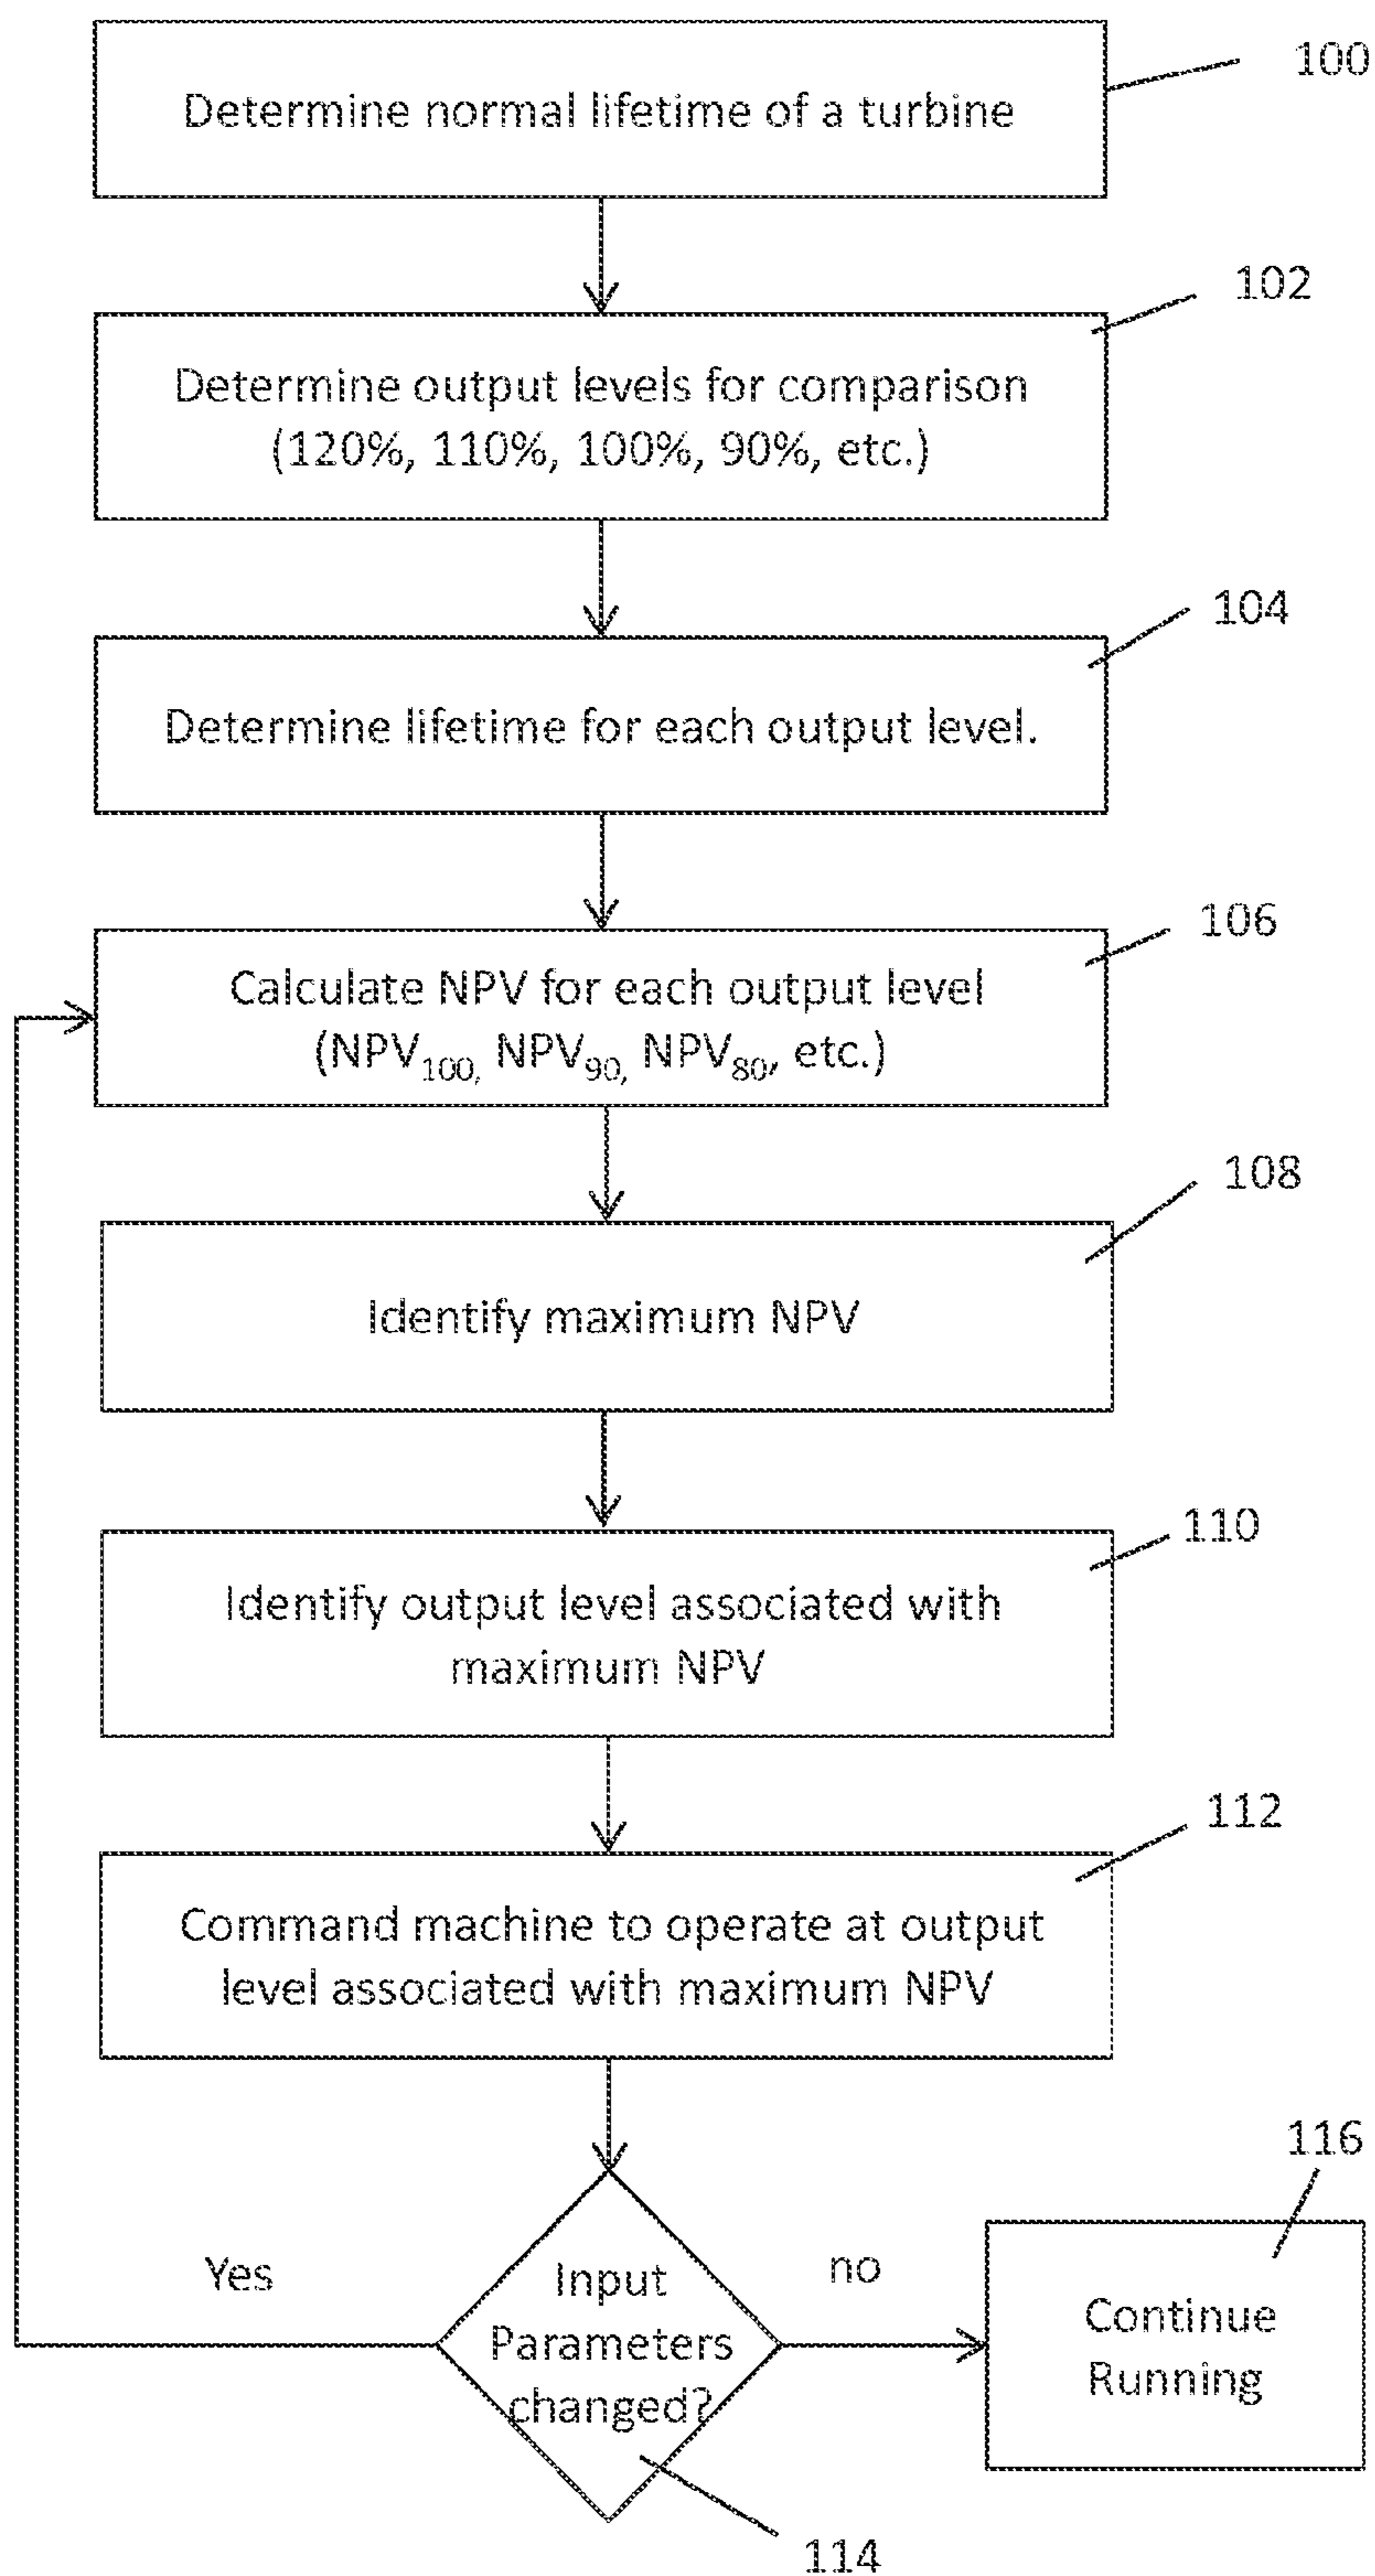 100
Determine normal lifetime of a turbine
102
Determine output levels for comparison
(120%, 110%, 100%, 90%, etc.)
104
Determine lifetime for each output level.
106
Calculate NPV for each output level
(NPV100, NPV90, NPV80, etc.)
108
Identify maximum NPV
110
Identify output level associated with
maximum NPV
112
Command machine to operate at output
level associated with maximum NPV
116
Yes
Input
Parameters
changed?
no
Continue
Running
114